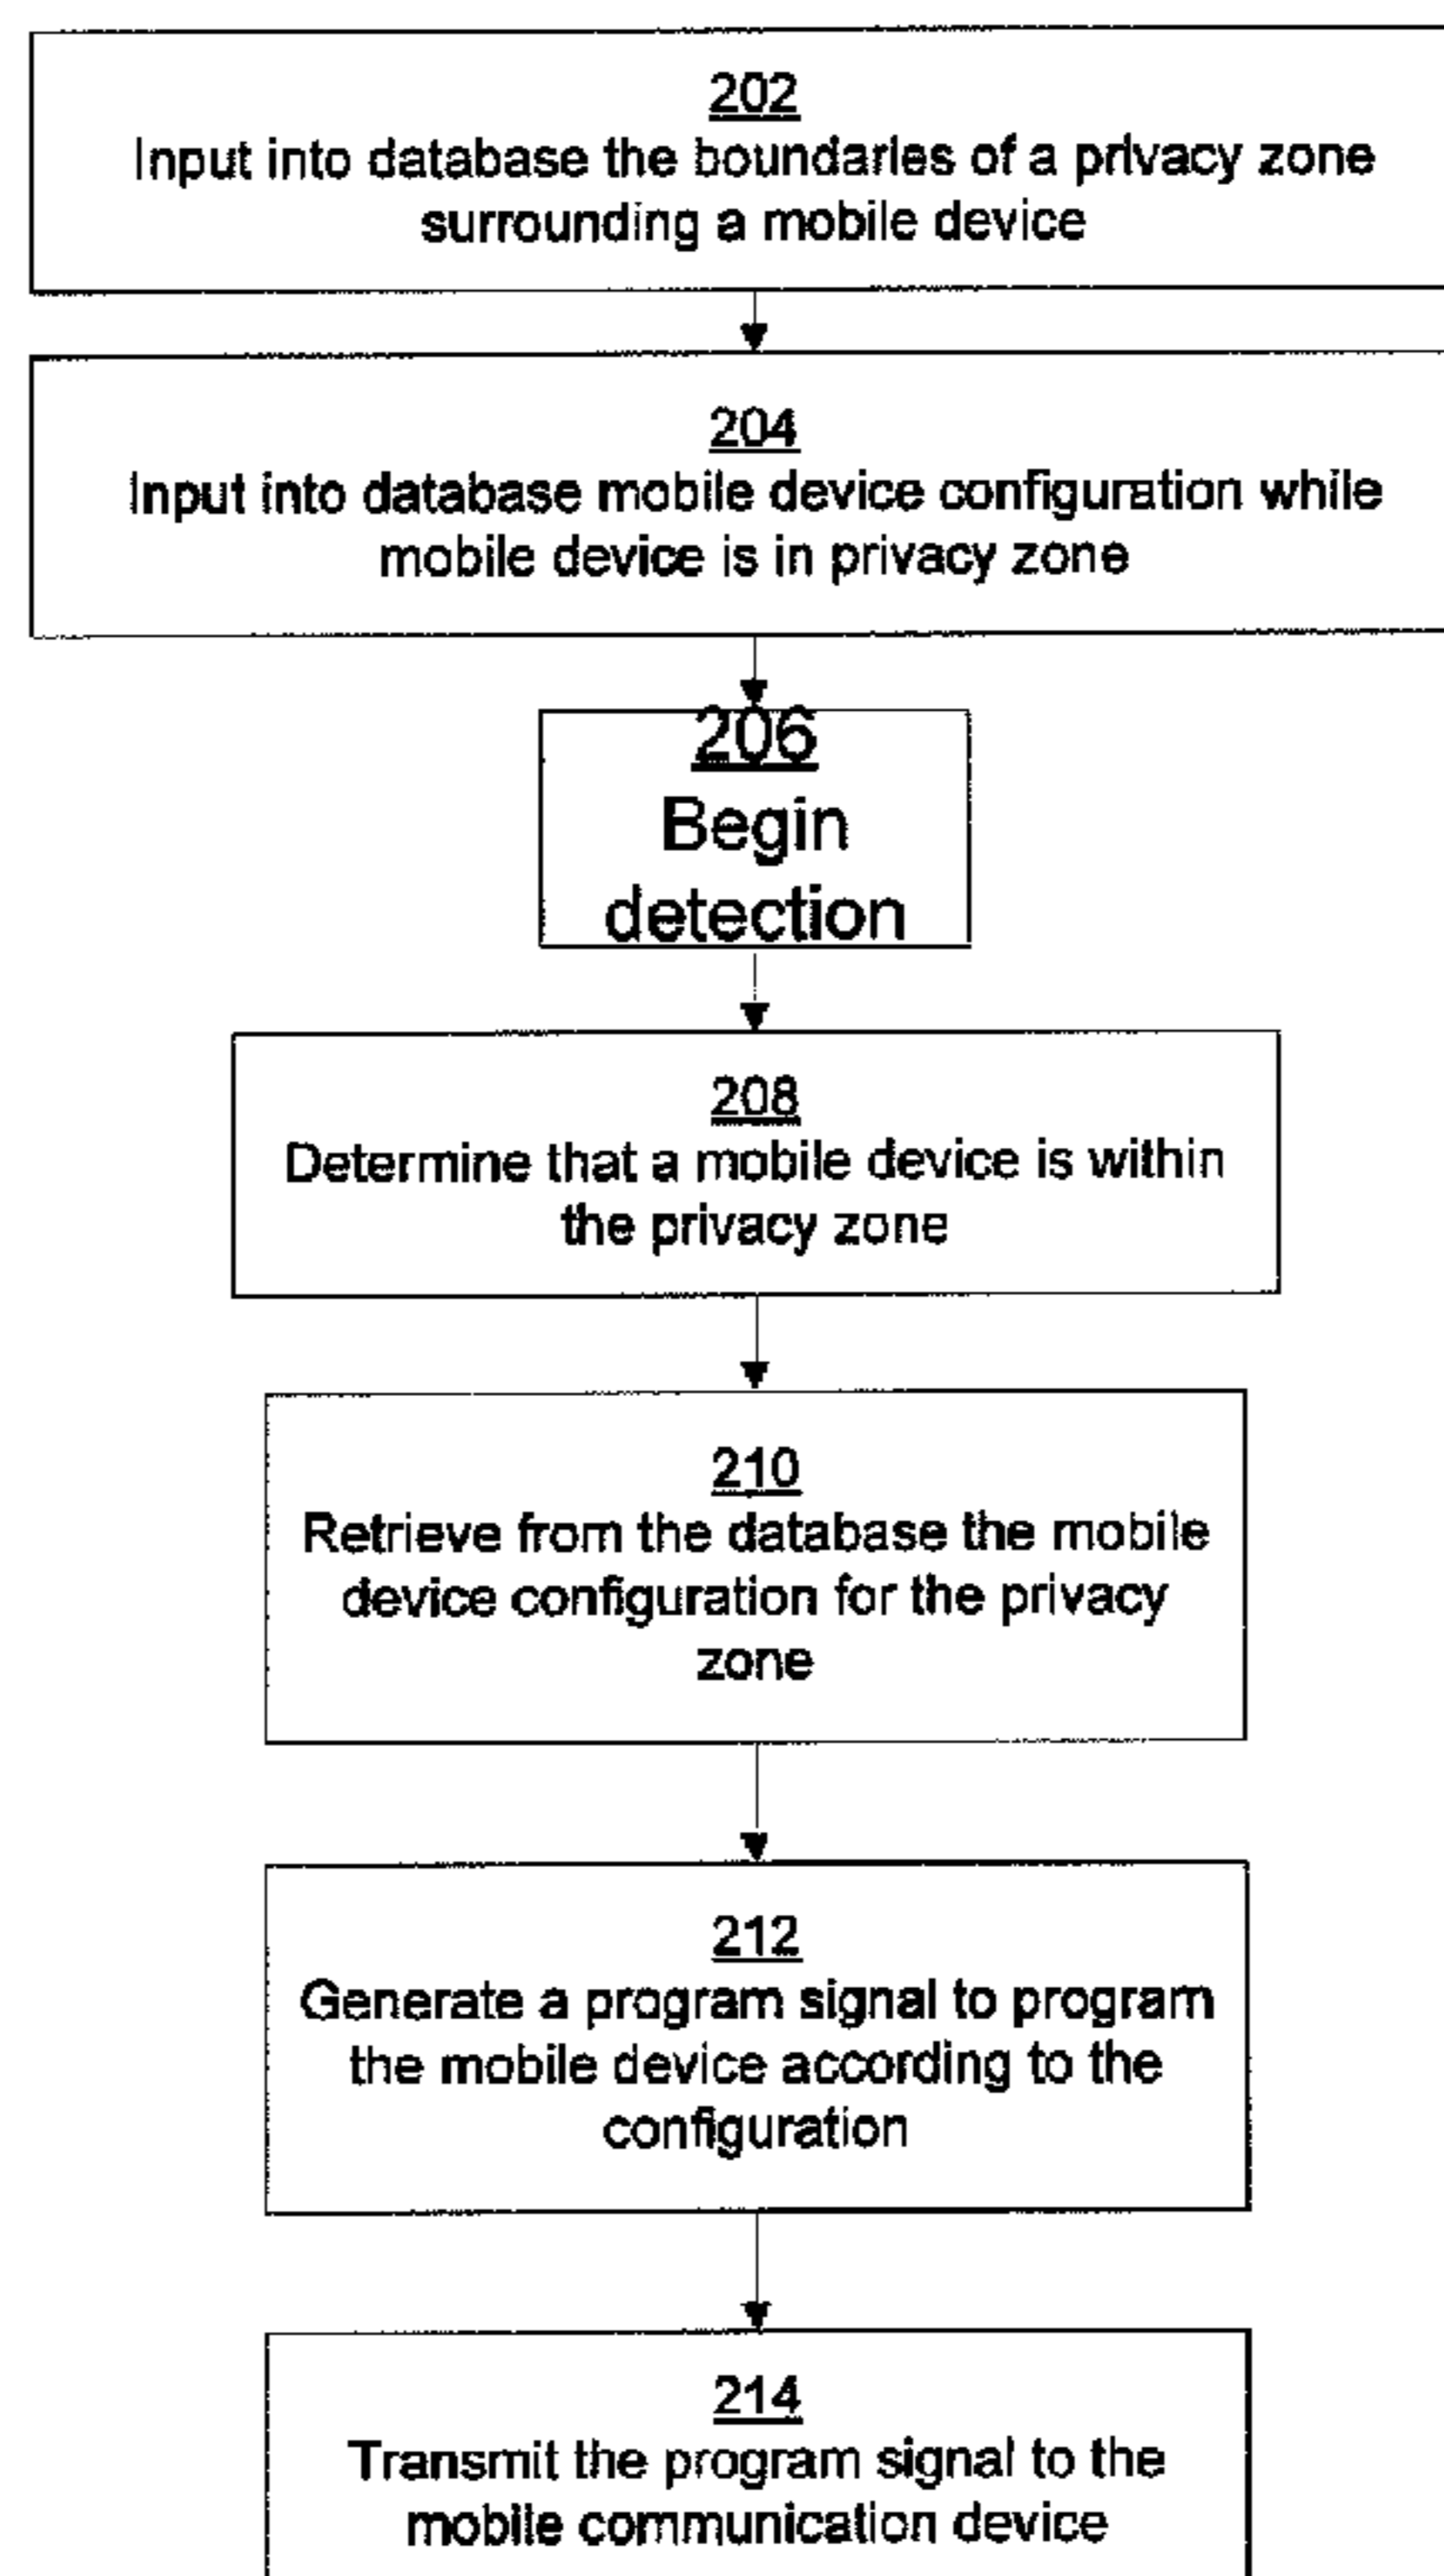 202
Input into database the boundaries of a privacy zone
surrounding a mobile device
204
Input into database mobile device configuration while
mobile device is in privacy zone
206
Begin
detection
208
Determine that a mobile device is within
the privacy zone
210
Retrieve from the database the mobile
device configuration for the privacy
zone
212
Generate a program signal to program
the mobile device according to the
configuration
214
Transmit the program signal to the
mobile communication device